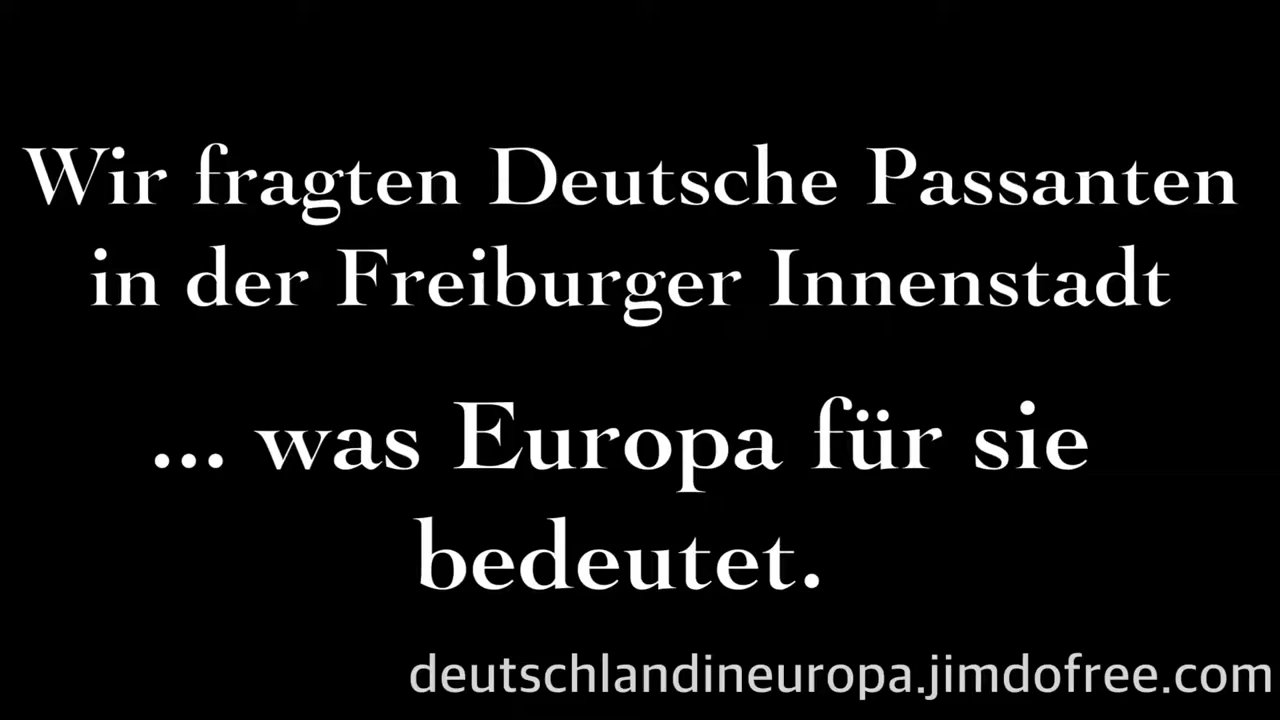 Wir fragten Deutsche Passanten
in der Freiburger Innenstadt
... was Europa für sie
bedeutet.
deutschlandineuropa.jimdofree.com